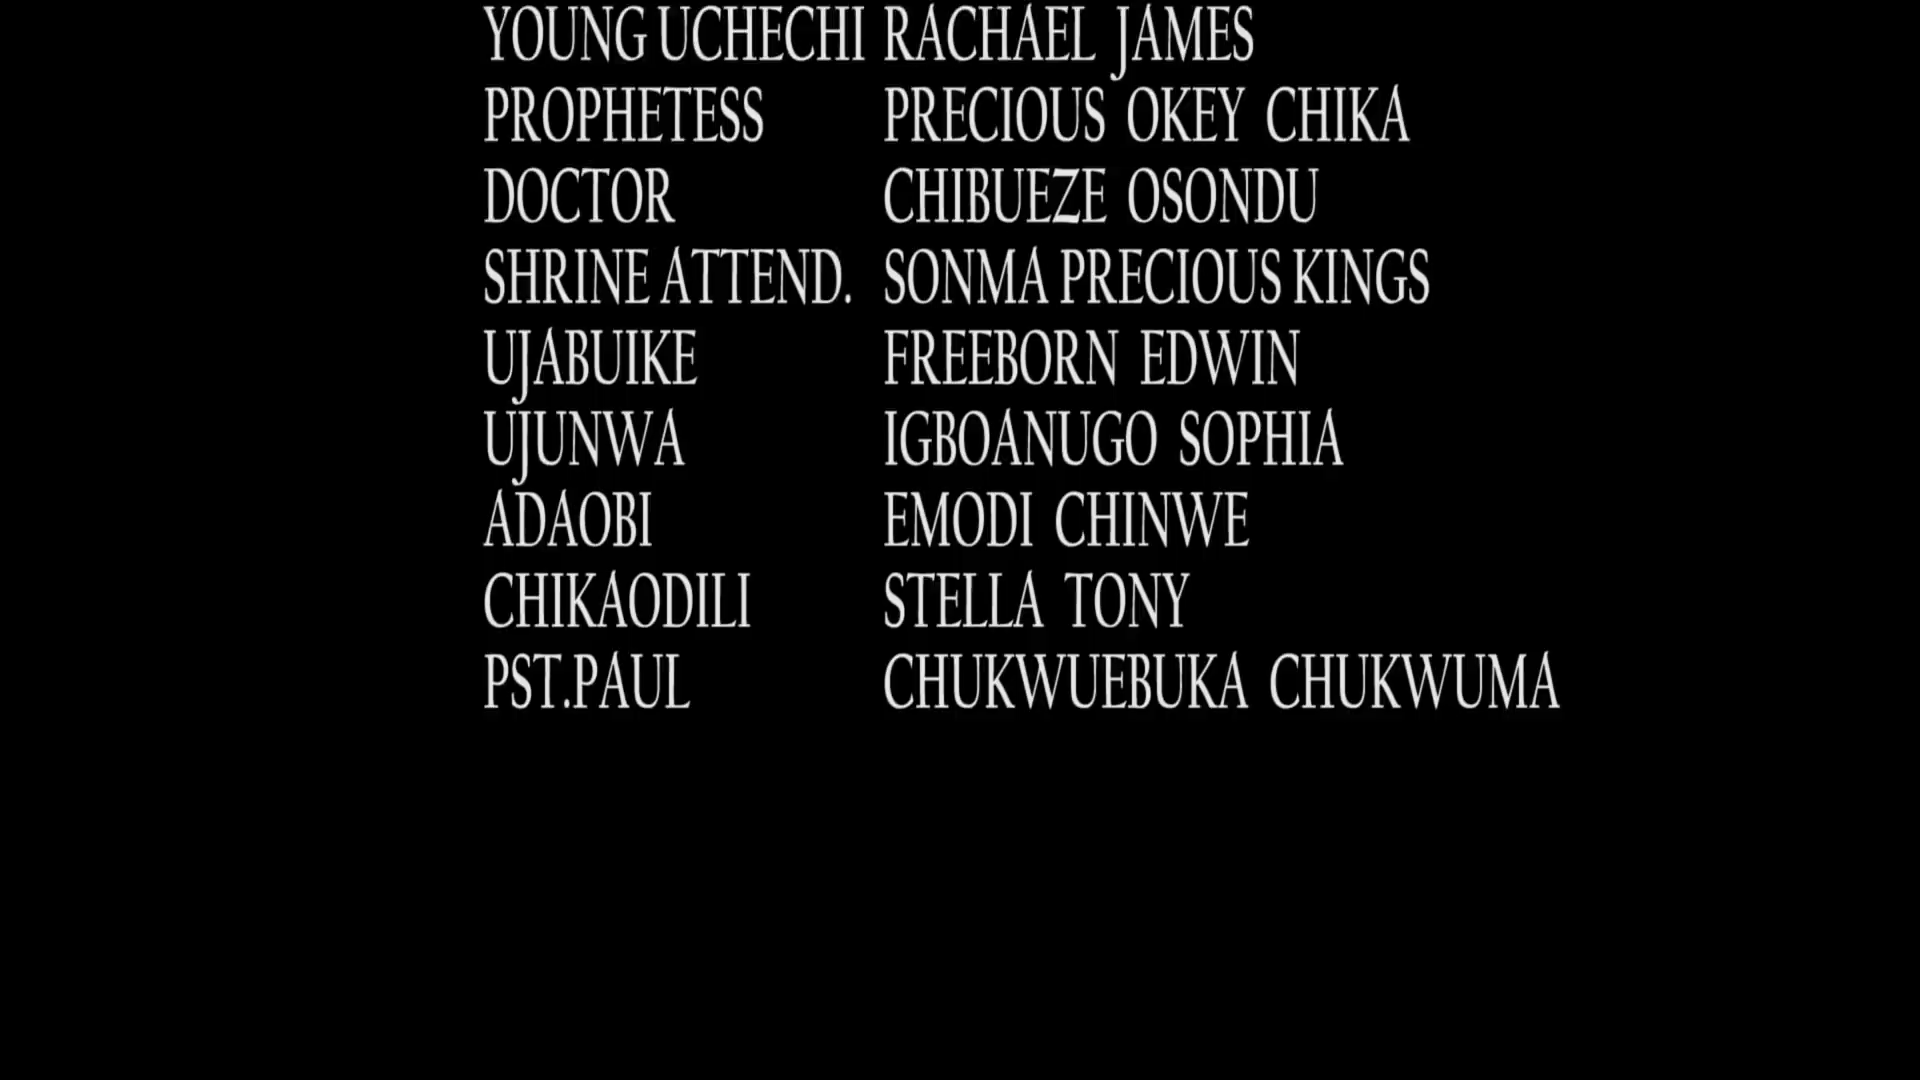 YOUNG UCHECHI RACHAEL JAMES
PROPHETESS PRECIOUS OKEY CHIKA
DOCTOR CHIBUEZE OSONDU
SHRINE ATTEND. SONMA PRECIOUS KINGS
UJABUIKE FREEBORN EDWIN
UJUNWA IGBOANUGO SOPHIA
ADAOBI EMODI CHINWE
CHIKAODILI STELLA TONY
PST.PAUL CHUKWUEBUKA CHUKWUMA